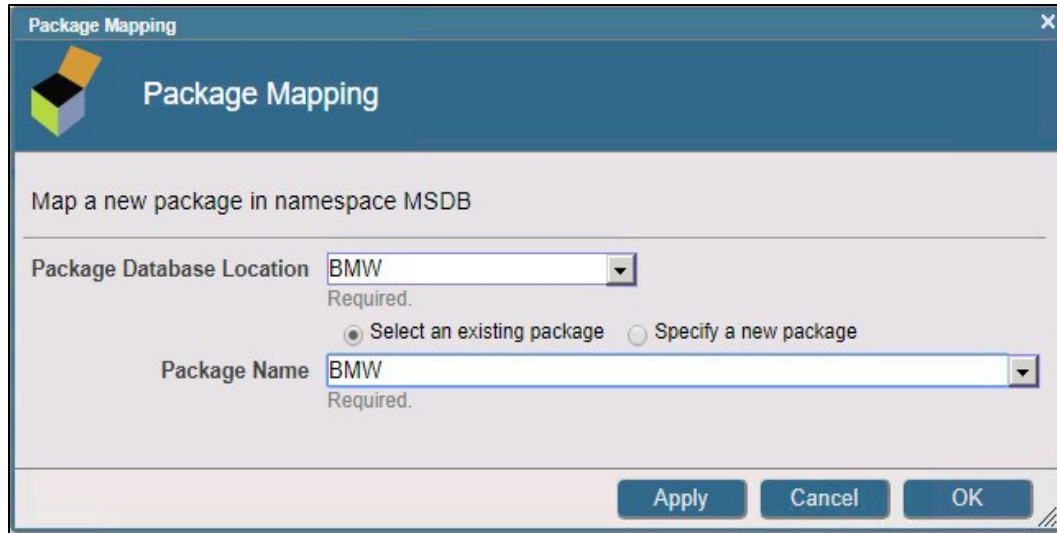 Package Mapping
Package Mapping
Map a new package in namespace MSDB
Package Database Location BMW
Required.
Select an existing package Specify a new package
Package Name BMW
Required.
Apply Cancel OK